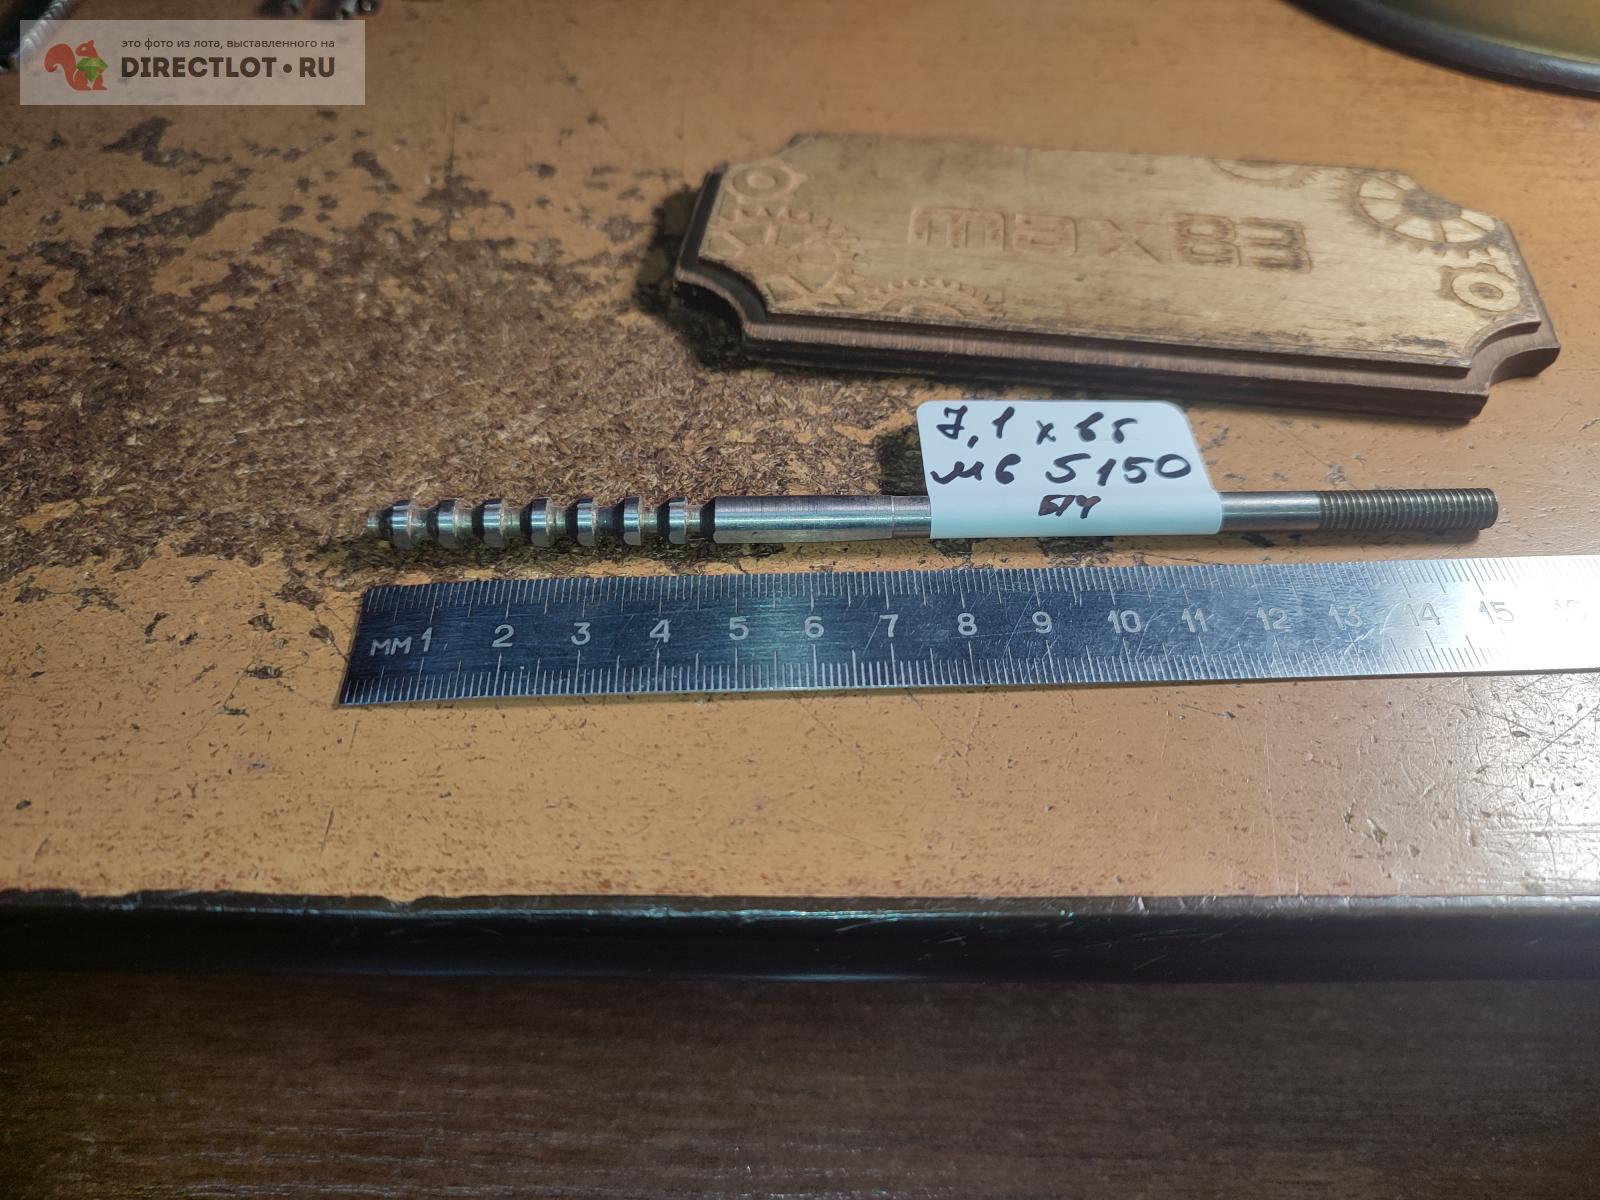 это фото из лота, выставленного на
DIRECTLOT•RU
max83
7,1 x 65
м6 5150
Б/У
мм 1 2 3 4 5 6 7 8 9 10 11 12 13 14 15